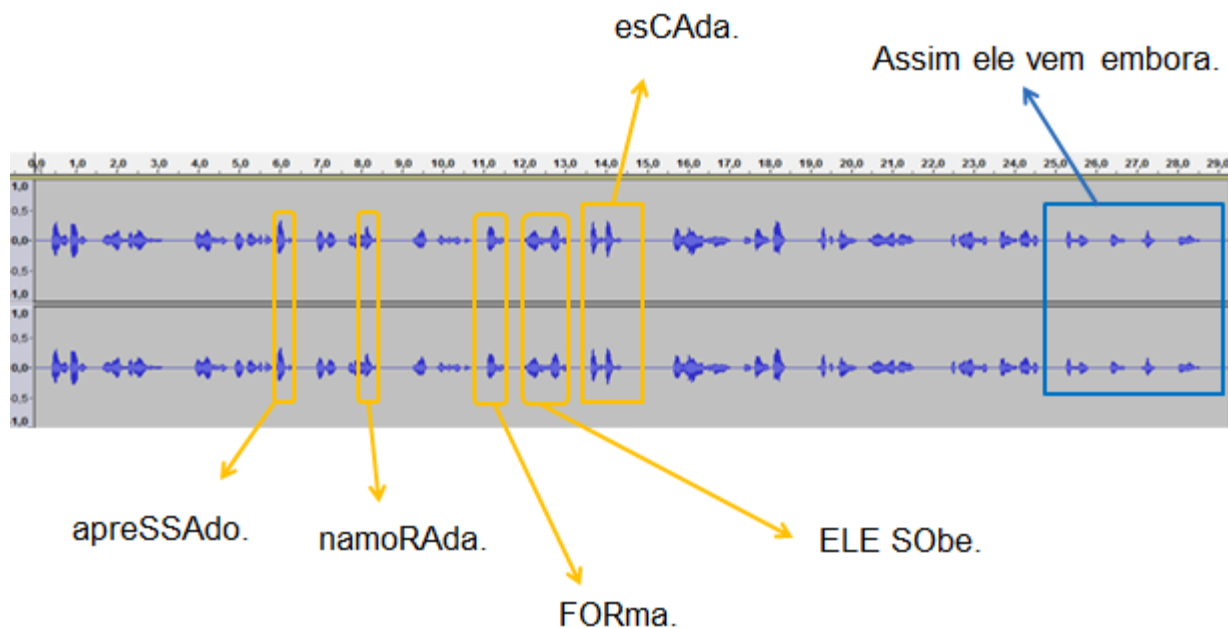 esCAda.
Assim ele vem embora.
0,0 1,0 2,0 3,0 4,0 5,0 6,0 7,0 8,0 9,0 10,0 11,0 12,0 13,0 14,0 15,0 16,0 17,0 18,0 19,0 20,0 21,0 22,0 23,0 24,0 25,0 26,0 27,0 28,0 29,0
1,0
0,5
0,0
0,5
1,0
1,0
0,5
0,0
0,5
1,0
apreSSAdo.
namoRAda.
ELE SObe.
FORma.